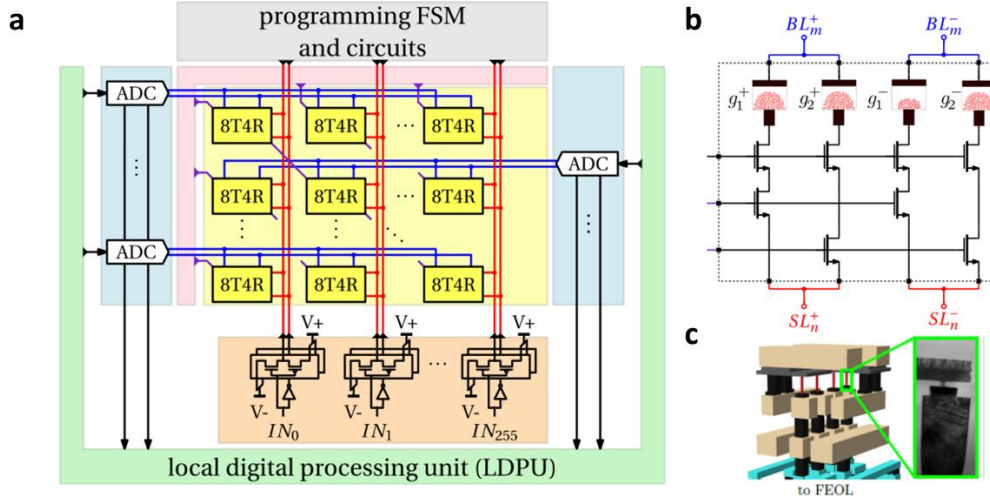 a
programming FSM
and circuits
ADC
8T4R
8T4R
...
8T4R
8T4R
8T4R
...
8T4R
ADC
ADC
8T4R
8T4R
8T4R
V+
V+
V+
...
V-
V-
V-
IN0
IN1
IN255
local digital processing unit (LDPU)
b
BL+m
BL-m
g+1
g+2
g-1
g-2
SL+n
SL-n
c
to FEOL